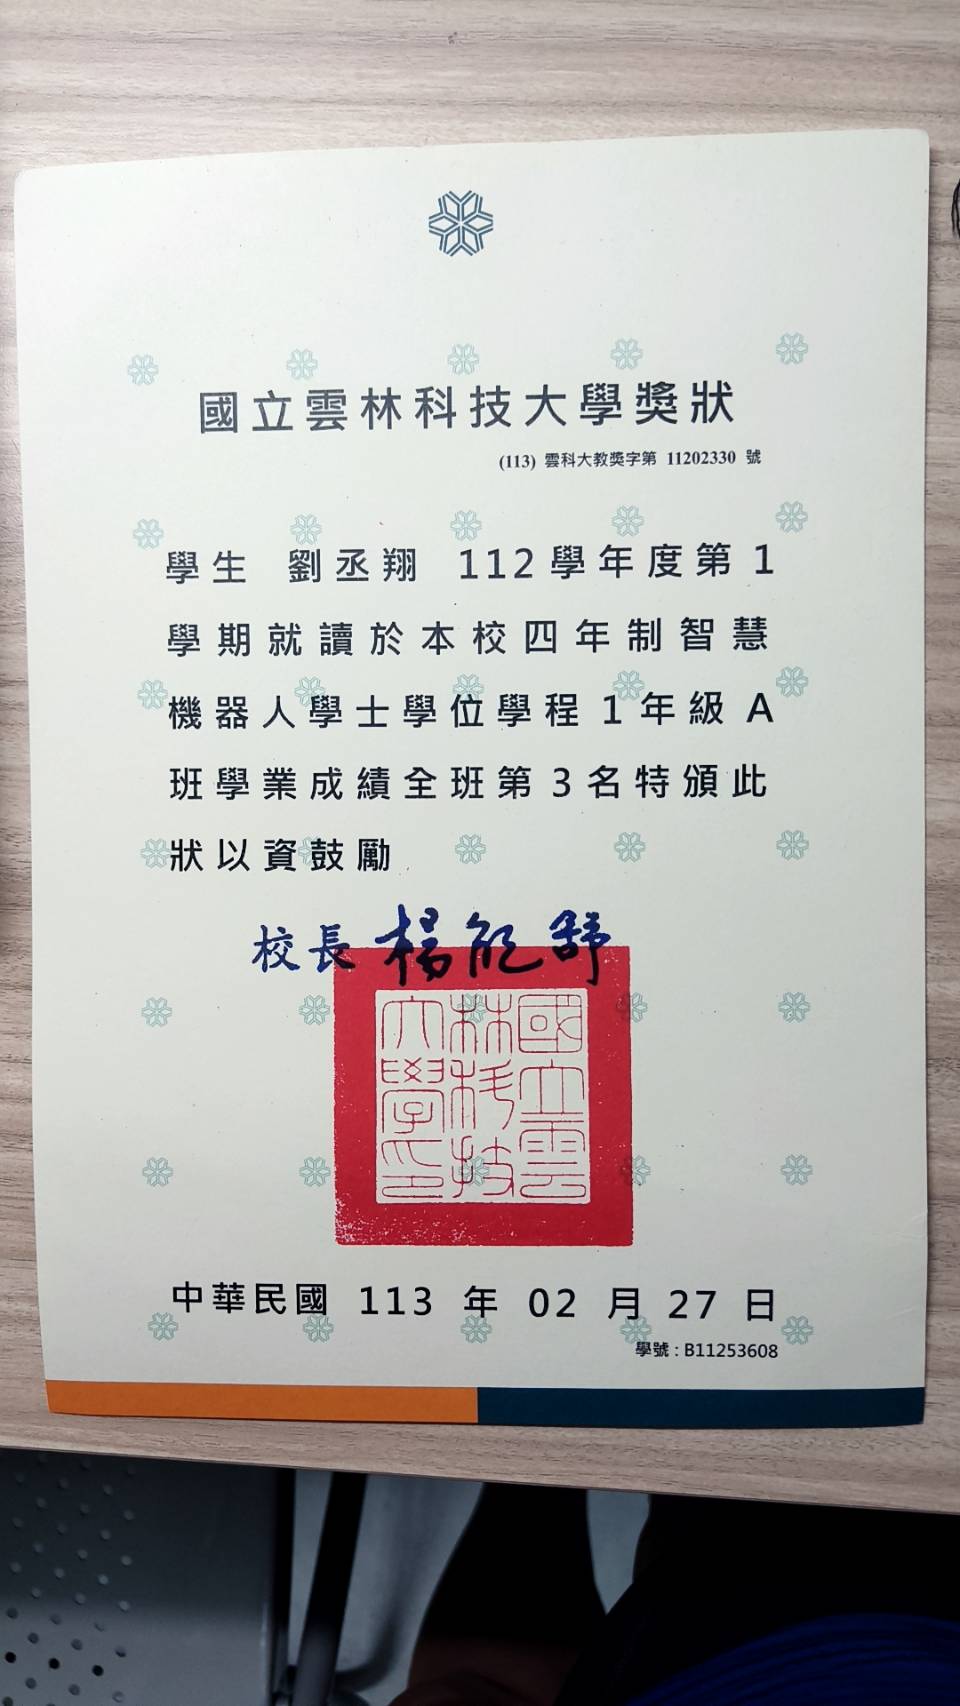 國立雲林科技大學獎狀
(113) 雲科大教獎字第 11202330 號
學生 劉丞翔 112學年度第1
學期就讀於本校四年制智慧
機器人學士學位學程1年級A
班學業成績全班第3名特頒此
狀以資鼓勵
校長 楊能舒
國立雲林科技大學印
中華民國 113 年 02 月 27 日
學號:B11253608